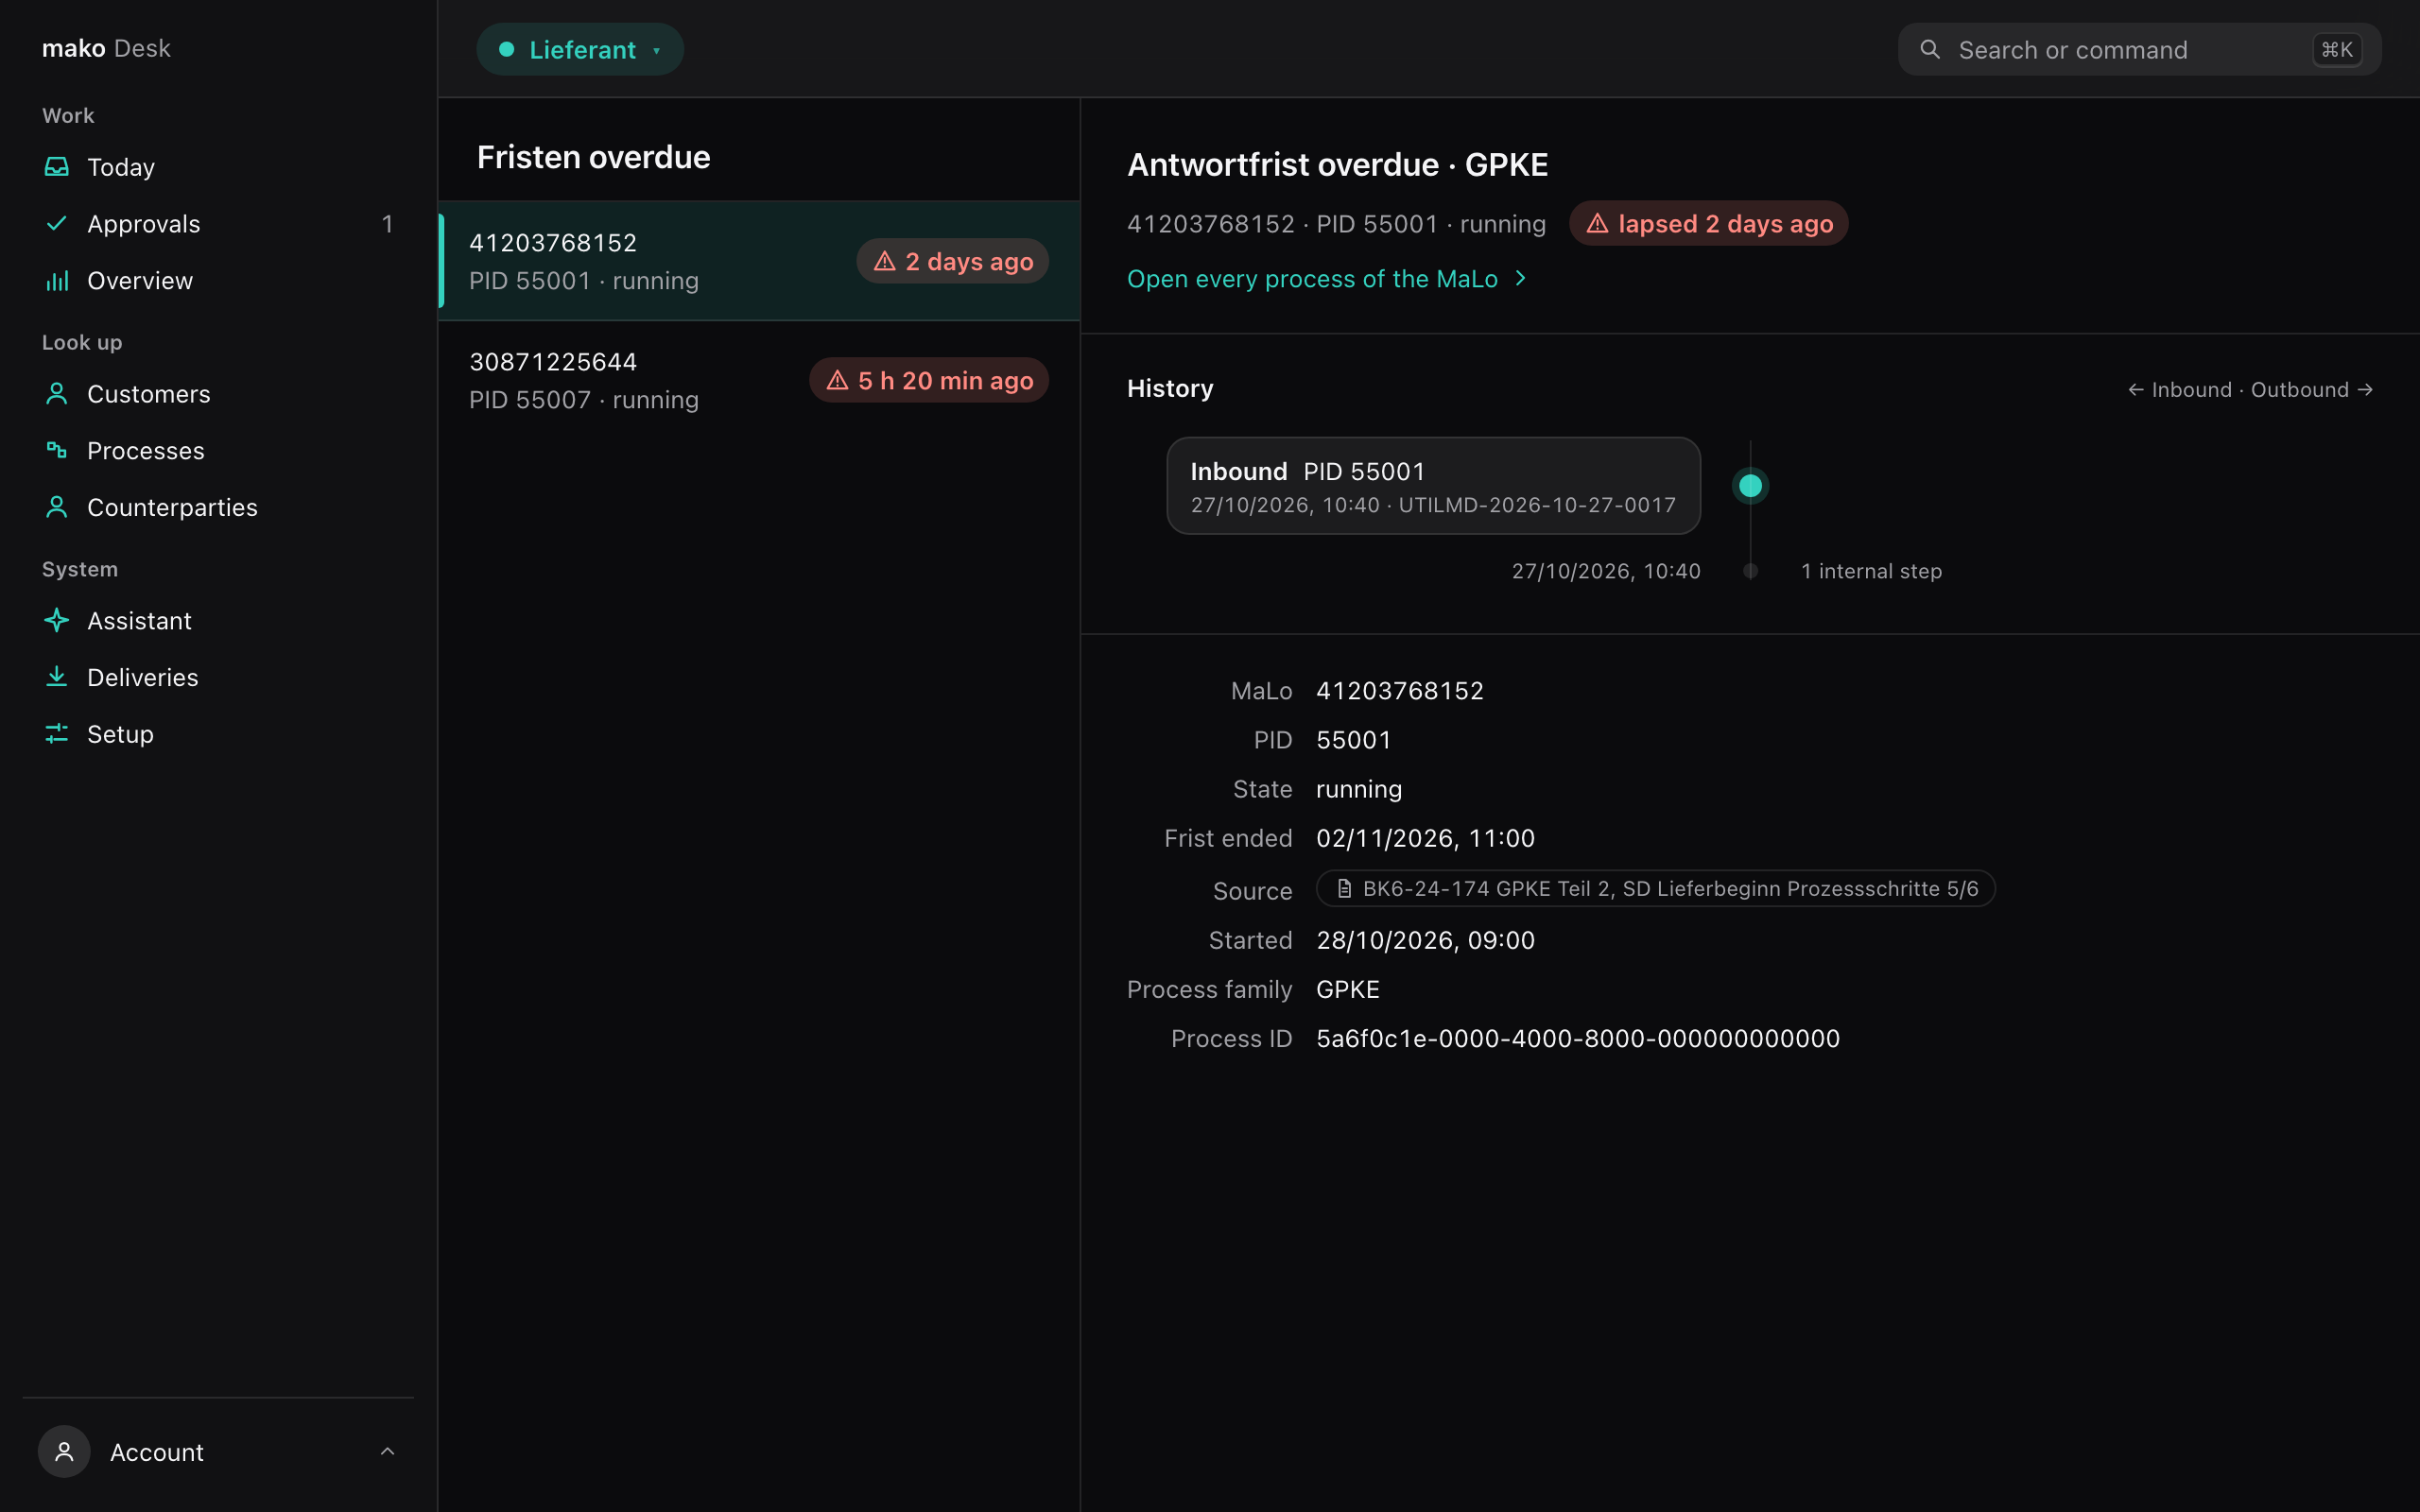 mako Desk
Work
Today
Approvals 1
Overview
Look up
Customers
Processes
Counterparties
System
Assistant
Deliveries
Setup
Account
Lieferant
Search or command ⌘K
Fristen overdue
41203768152
PID 55001 · running
2 days ago
30871225644
PID 55007 · running
5 h 20 min ago
Antwortfrist overdue · GPKE
41203768152 · PID 55001 · running lapsed 2 days ago
Open every process of the MaLo
History
← Inbound · Outbound →
Inbound PID 55001
27/10/2026, 10:40 · UTILMD-2026-10-27-0017
27/10/2026, 10:40 1 internal step
MaLo 41203768152
PID 55001
State running
Frist ended 02/11/2026, 11:00
Source BK6-24-174 GPKE Teil 2, SD Lieferbeginn Prozessschritte 5/6
Started 28/10/2026, 09:00
Process family GPKE
Process ID 5a6f0c1e-0000-4000-8000-000000000000